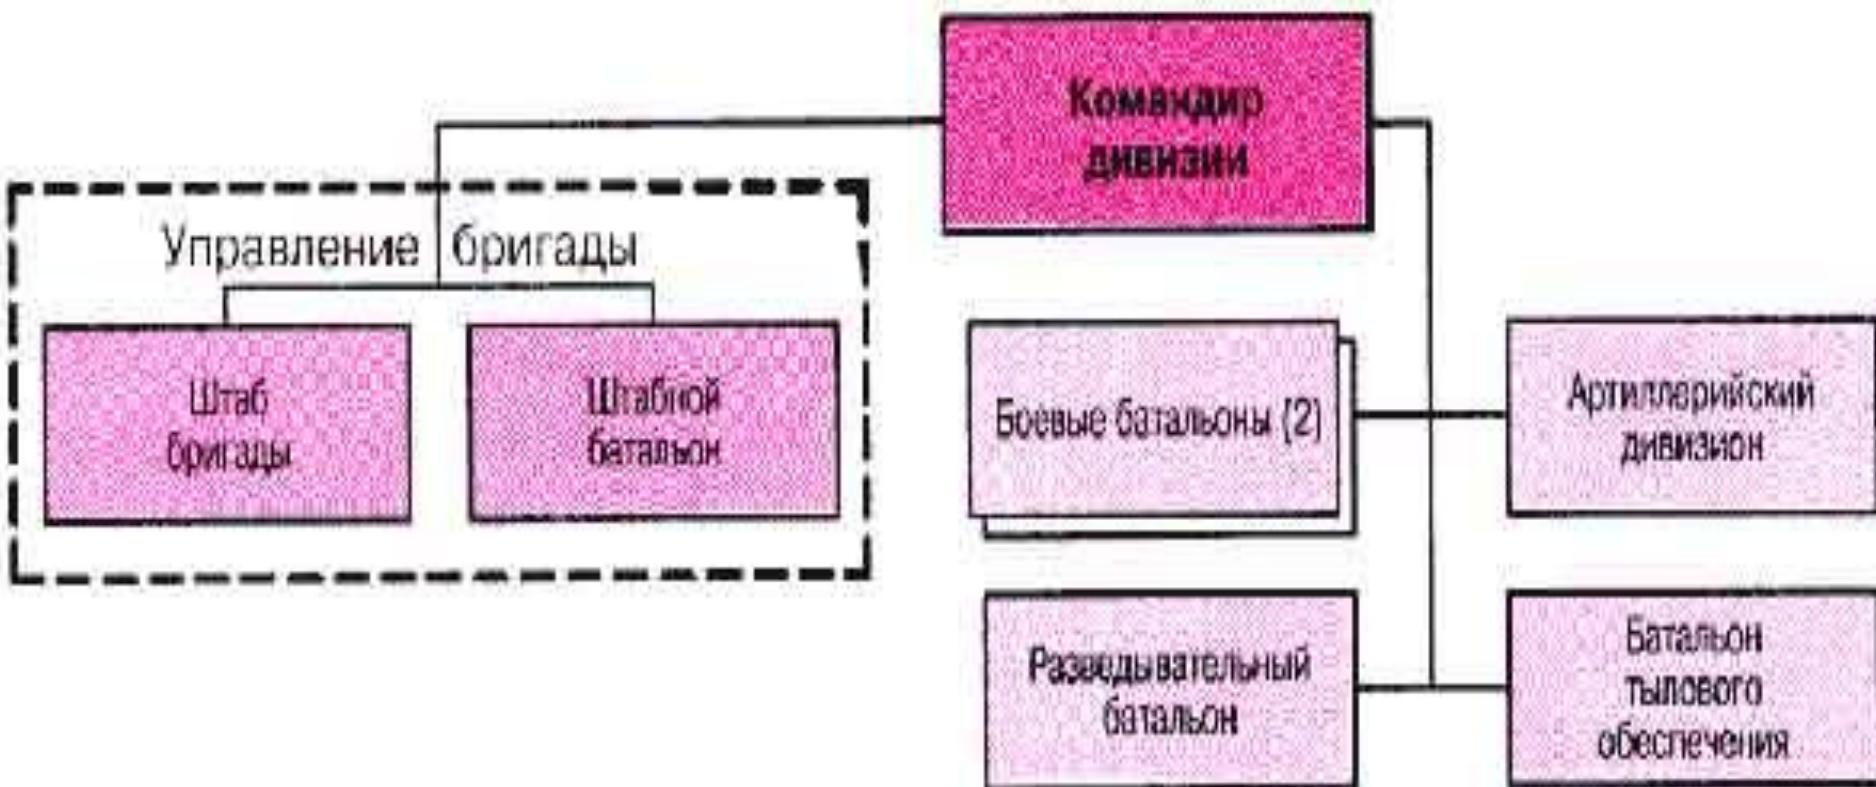 Командир
дивизии
Управление бригады
Штаб
бригады
Штабной
батальон
Боевые батальоны (2)
Артиллерийский
дивизион
Разведывательный
батальон
Батальон
тылового
обеспечения